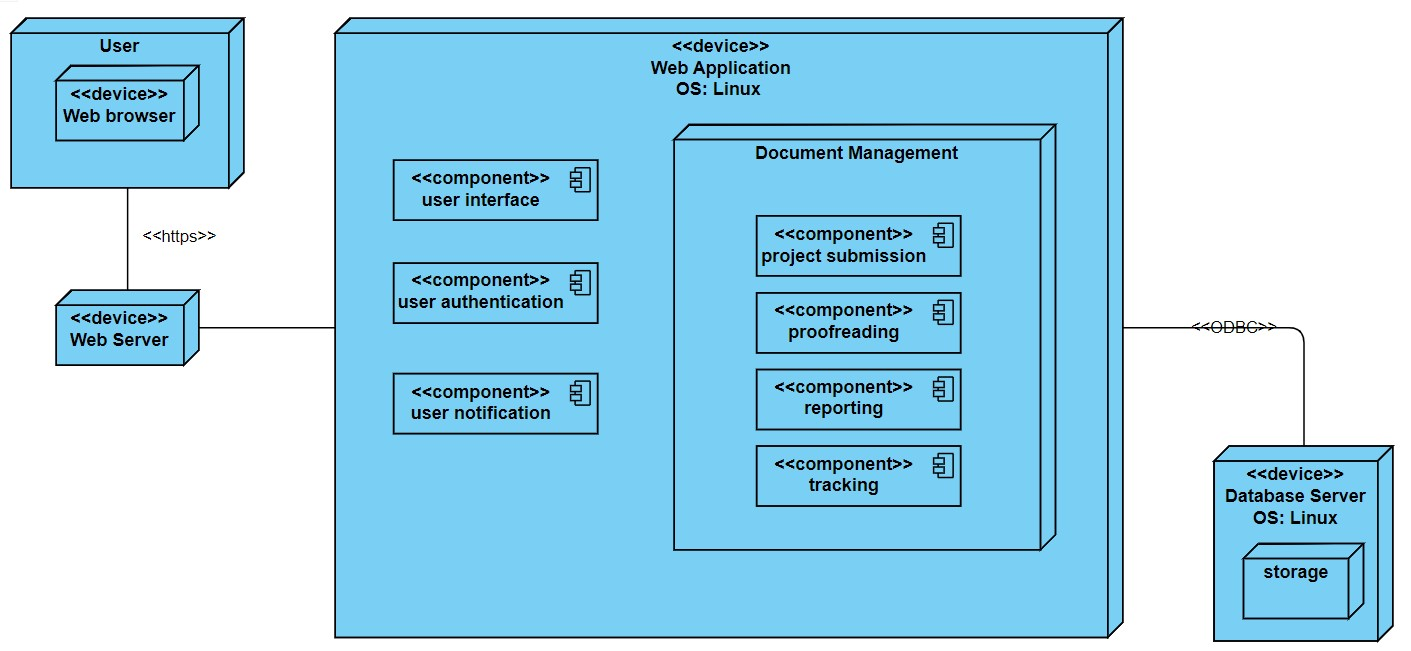 User
<<device>>
Web browser
<<https>>
<<device>>
Web Server
<<device>>
Web Application
OS: Linux
<<component>>
user interface
<<component>>
user authentication
<<component>>
user notification
Document Management
<<component>>
project submission
<<component>>
proofreading
<<component>>
reporting
<<component>>
tracking
<<ODBC>>
<<device>>
Database Server
OS: Linux
storage